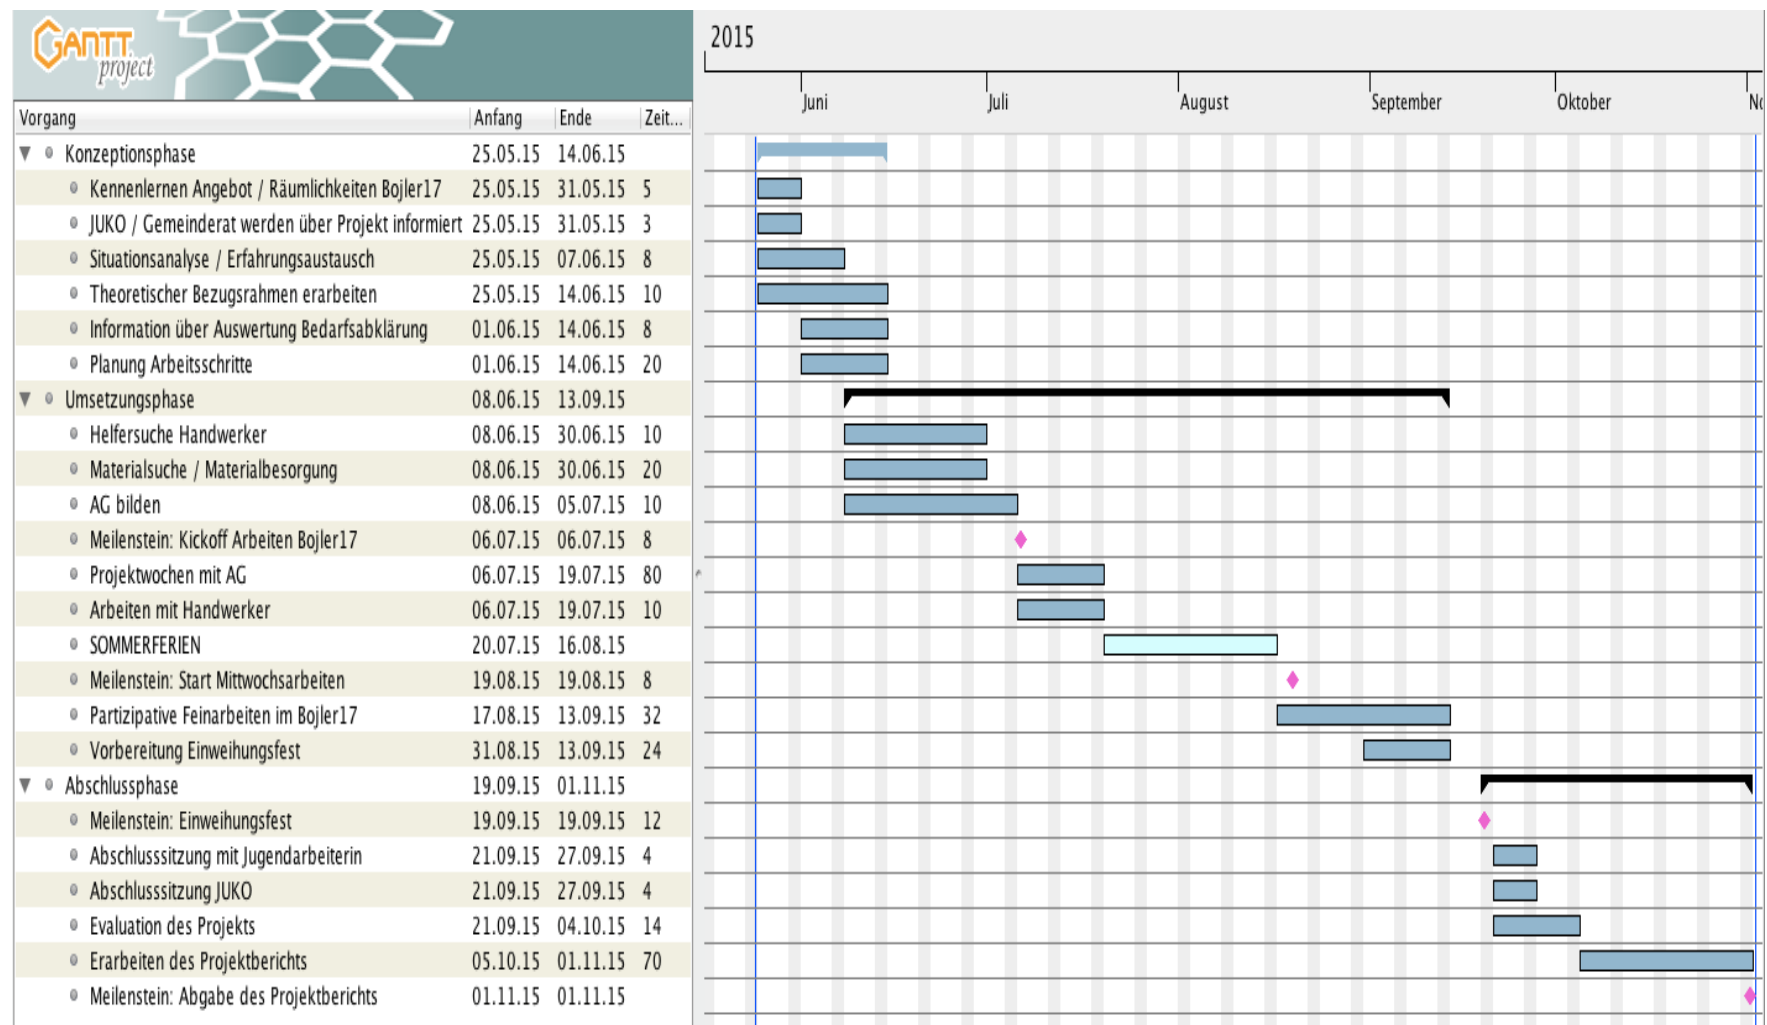 GANTT
project
2015
Juni Juli August September Oktober
Vorgang Anfang Ende Zeit...
Konzeptionsphase 25.05.15 14.06.15
Kennenlernen Angebot / Räumlichkeiten Bojler17 25.05.15 31.05.15 5
JUKO / Gemeinderat werden über Projekt informiert 25.05.15 31.05.15 3
Situationsanalyse / Erfahrungsaustausch 25.05.15 07.06.15 8
Theoretischer Bezugsrahmen erarbeiten 25.05.15 14.06.15 10
Information über Auswertung Bedarfsabklärung 01.06.15 14.06.15 8
Planung Arbeitsschritte 01.06.15 14.06.15 20
Umsetzungsphase 08.06.15 13.09.15
Helfersuche Handwerker 08.06.15 30.06.15 10
Materialsuche / Materialbesorgung 08.06.15 30.06.15 20
AG bilden 08.06.15 05.07.15 10
Meilenstein: Kickoff Arbeiten Bojler17 06.07.15 06.07.15 8
Projektwochen mit AG 06.07.15 19.07.15 80
Arbeiten mit Handwerker 06.07.15 19.07.15 10
SOMMERFERIEN 20.07.15 16.08.15
Meilenstein: Start Mittwochsarbeiten 19.08.15 19.08.15 8
Partizipative Feinarbeiten im Bojler17 17.08.15 13.09.15 32
Vorbereitung Einweihungsfest 31.08.15 13.09.15 24
Abschlussphase 19.09.15 01.11.15
Meilenstein: Einweihungsfest 19.09.15 19.09.15 12
Abschlusssitzung mit Jugendarbeiterin 21.09.15 27.09.15 4
Abschlusssitzung JUKO 21.09.15 27.09.15 4
Evaluation des Projekts 21.09.15 04.10.15 14
Erarbeiten des Projektberichts 05.10.15 01.11.15 70
Meilenstein: Abgabe des Projektberichts 01.11.15 01.11.15